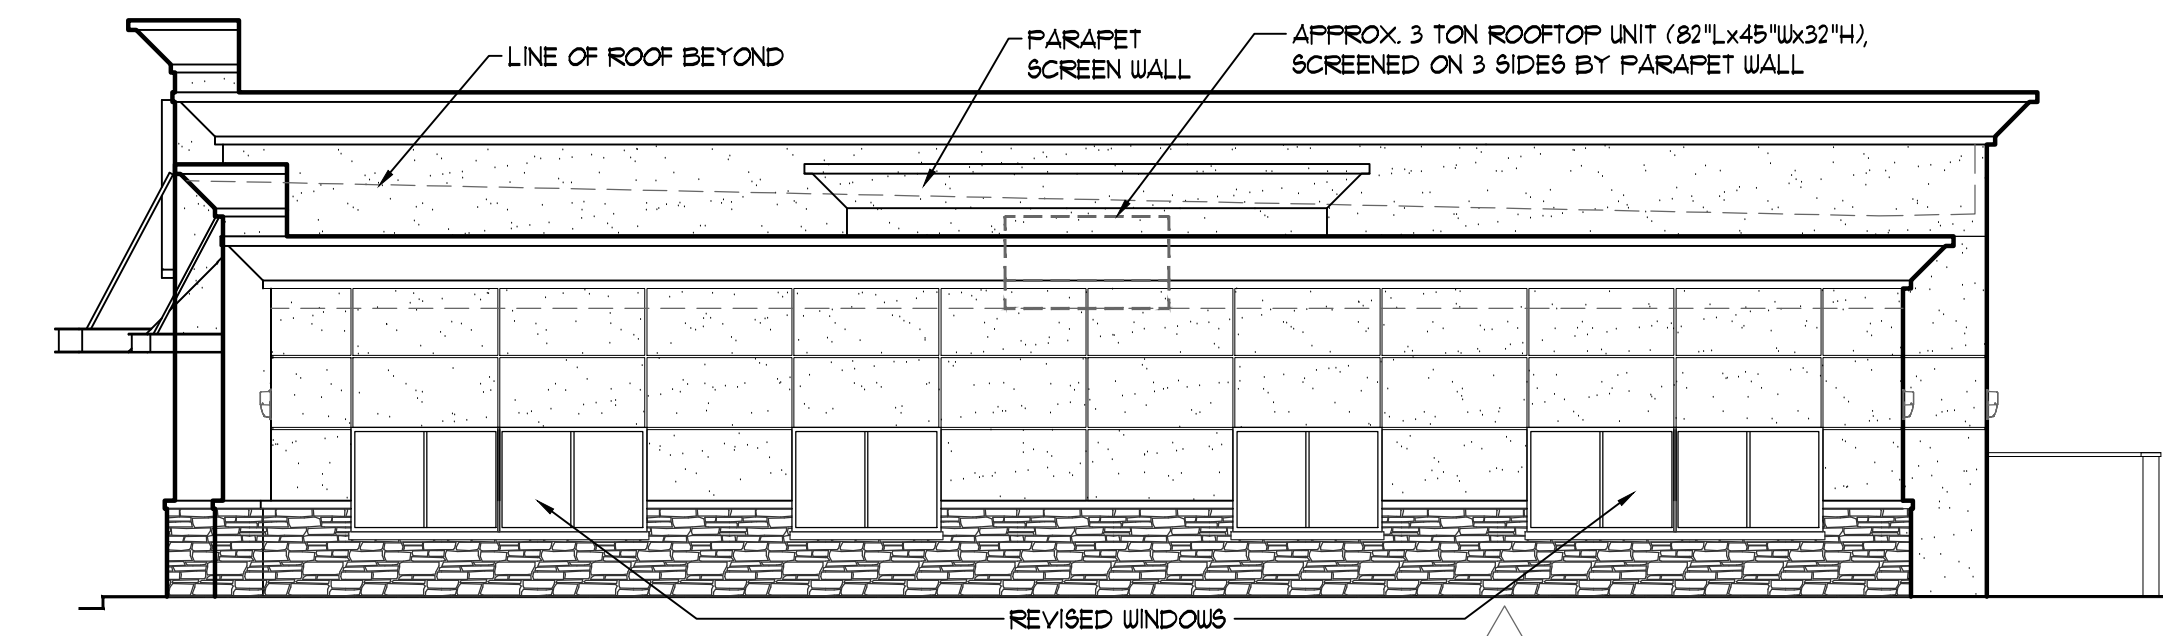 LINE OF ROOF BEYOND
PARAPET
SCREEN WALL
APPROX. 3 TON ROOFTOP UNIT (82"Lx45"Wx32"H),
SCREENED ON 3 SIDES BY PARAPET WALL
REVISED WINDOWS